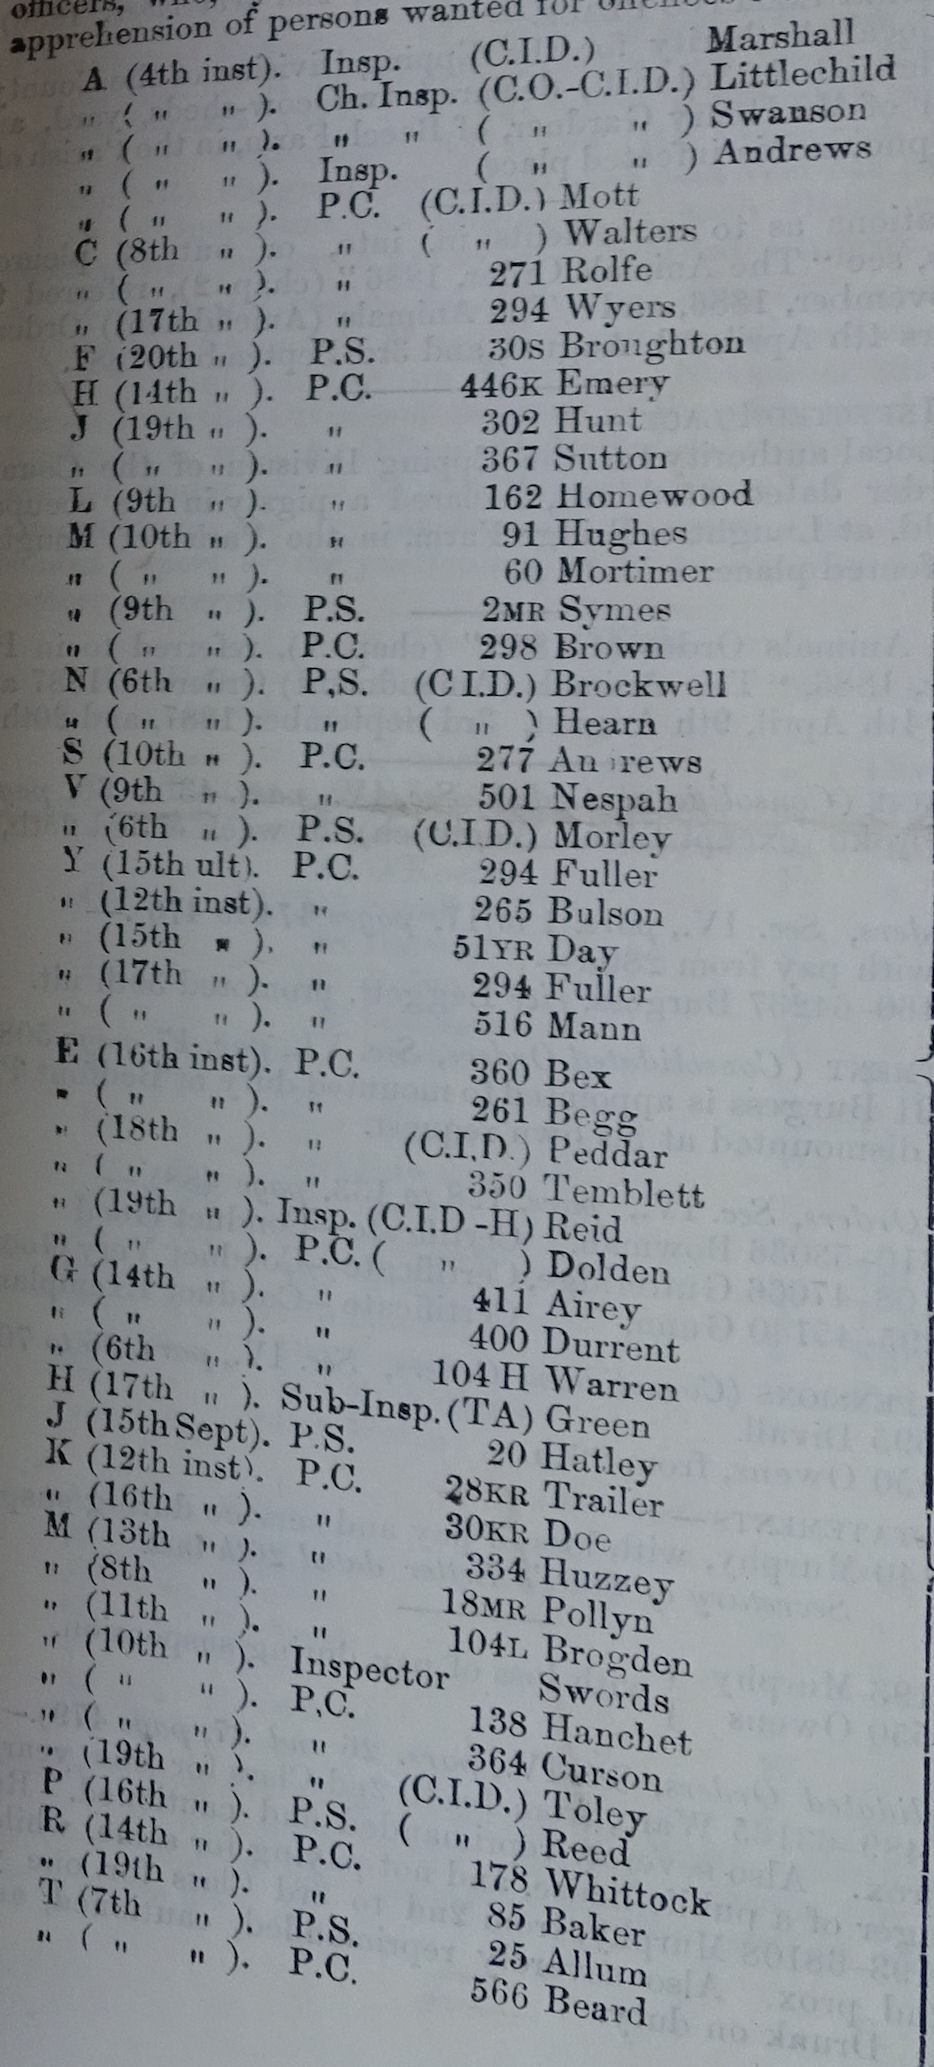 officers,
apprehension of persons wanted for
A (4th inst). Insp. (C.I.D.) Marshall
„ ( „ „ ). Ch. Insp. (C.O.-C.I.D.) Littlechild
„ ( „ „ ). „ „ ( „ „ ) Swanson
„ ( „ „ ). Insp. ( „ „ ) Andrews
„ ( „ „ ). P.C. (C.I.D.) Mott
C (8th „ ). „ ( „ ) Walters
„ ( „ „ ). „ 271 Rolfe
„ (17th „ ). „ 294 Wyers
F (20th „ ). P.S. 30S Broughton
H (14th „ ). P.C. 446K Emery
J (19th „ ). „ 302 Hunt
„ ( „ „ ). „ 367 Sutton
L (9th „ ). „ 162 Homewood
M (10th „ ). „ 91 Hughes
„ ( „ „ ). „ 60 Mortimer
„ (9th „ ). P.S. 2MR Symes
„ ( „ „ ). P.C. 298 Brown
N (6th „ ). P.S. (C I.D.) Brockwell
„ ( „ „ ). „ ( „ ) Hearn
S (10th „ ). P.C. 277 Andrews
V (9th „ ). „ 501 Nespah
„ (6th „ ). P.S. (C.I.D.) Morley
Y (15th ult). P.C. 294 Fuller
„ (12th inst). „ 265 Bulson
„ (15th „ ). „ 51YR Day
„ (17th „ ). „ 294 Fuller
„ ( „ „ ). „ 516 Mann
E (16th inst). P.C. 360 Bex
„ ( „ „ ). „ 261 Begg
„ (18th „ ). „ (C.I.D.) Peddar
„ ( „ „ ). „ 350 Temblett
„ (19th „ ). Insp. (C.I.D -H) Reid
„ ( „ „ ). P.C. ( „ ) Dolden
G (14th „ ). „ 411 Airey
„ ( „ „ ). „ 400 Durrent
„ (6th „ ). „ 104 H Warren
H (17th „ ). Sub-Insp. (TA) Green
J (15th Sept). P.S. 20 Hatley
K (12th inst). P.C. 28KR Trailer
„ (16th „ ). „ 30KR Doe
M (13th „ ). „ 334 Huzzey
„ (8th „ ). „ 18MR Pollyn
„ (11th „ ). „ 104L Brogden
„ (10th „ ). Inspector Swords
„ ( „ „ ). P.C. 138 Hanchet
„ ( „ „ ). „ 364 Curson
„ (19th „ ). „ (C.I.D.) Toley
P (16th „ ). P.S. ( „ ) Reed
R (14th „ ). P.C. 178 Whittock
„ (19th „ ). „ 85 Baker
T (7th „ ). P.S. 25 Allum
„ ( „ „ ). P.C. 566 Beard